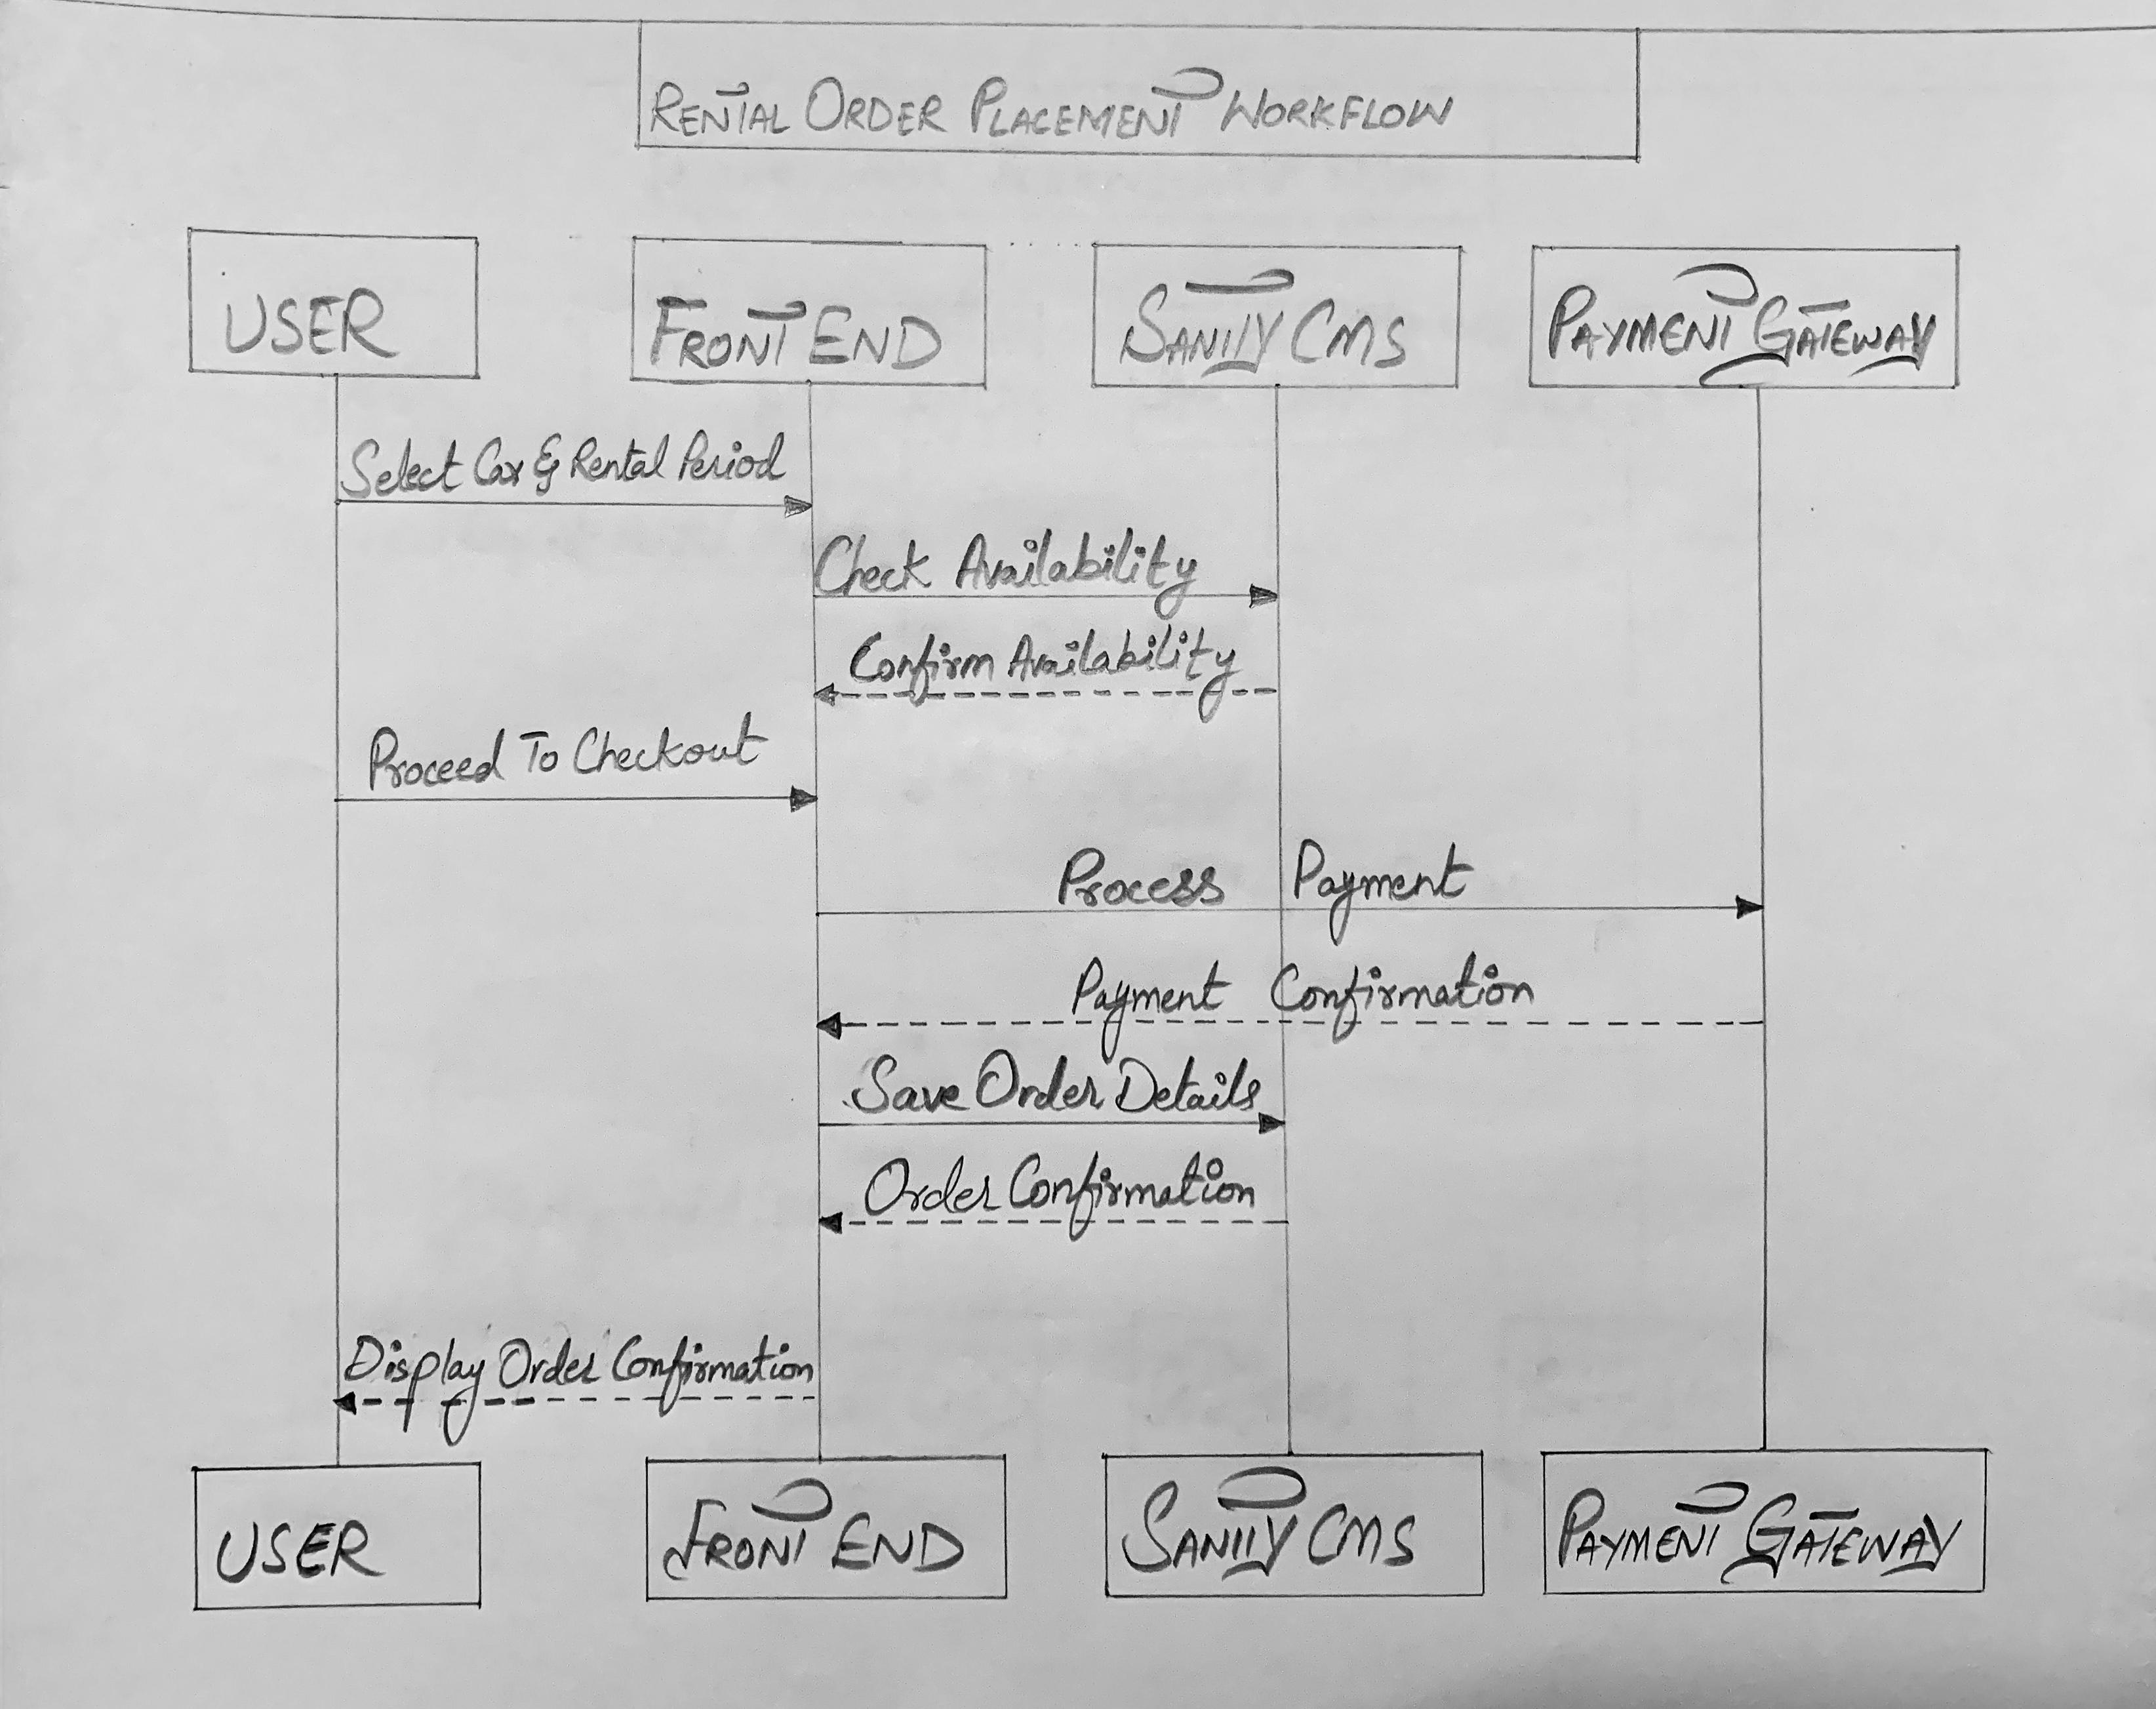 RENTAL ORDER PLACEMENT WORKFLOW
USER
FRONT END
SANITY CMS
PAYMENT GATEWAY
Select Car & Rental Period
Check Availability
Confirm Availability
Proceed To Checkout
Process Payment
Payment Confirmation
Save Order Details
Order Confirmation
Display Order Confirmation
USER
FRONT END
SANITY CMS
PAYMENT GATEWAY